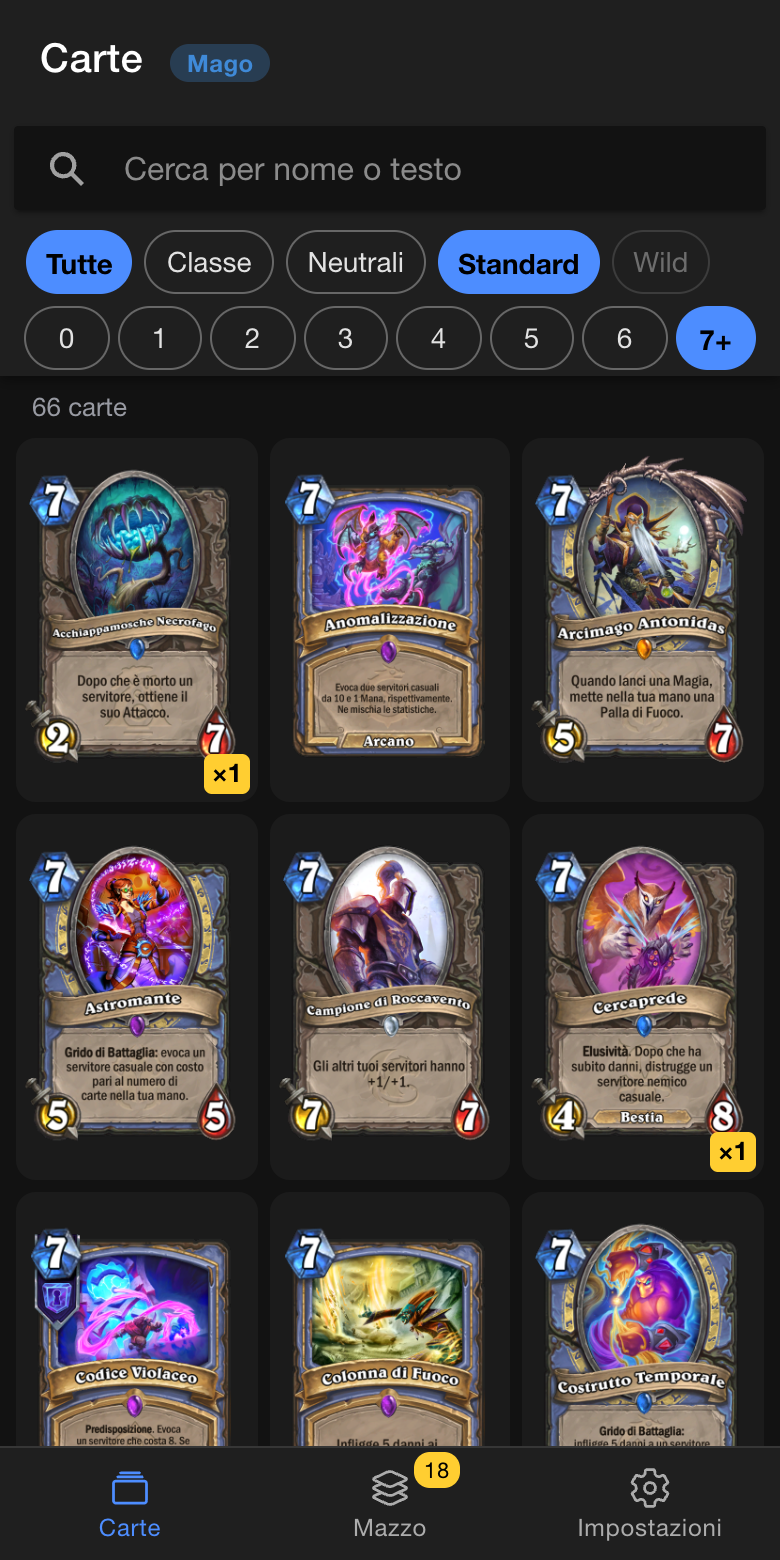 Carte Mago
Cerca per nome o testo
Tutte Classe Neutrali Standard Wild
0 1 2 3 4 5 6 7+
66 carte
7
Acchiappamosche Necrofago
Dopo che è morto un
servitore, ottiene il
suo Attacco.
2 7
×1
7
Anomalizzazione
Evoca due servitori casuali
da 10 e 1 Mana, rispettivamente.
Ne mischia le statistiche.
Arcano
7
Arcimago Antonidas
Quando lanci una Magia,
mette nella tua mano una
Palla di Fuoco.
5 7
7
Astromante
Grido di Battaglia: evoca un
servitore casuale con costo
pari al numero di
carte nella tua mano.
5 5
7
Campione di Roccavento
Gli altri tuoi servitori hanno
+1/+1.
7 7
7
Cercaprede
Elusività. Dopo che ha
subito danni, distrugge un
servitore nemico
casuale.
Bestia
4 8
×1
7
Codice Violaceo
Predisposizione. Evoca
un servitore che costa 8. Se
7
Colonna di Fuoco
Infligge 5 danni ai
7
Costrutto Temporale
Grido di Battaglia:
infligge 5 danni a un servitore
18
Carte Mazzo Impostazioni